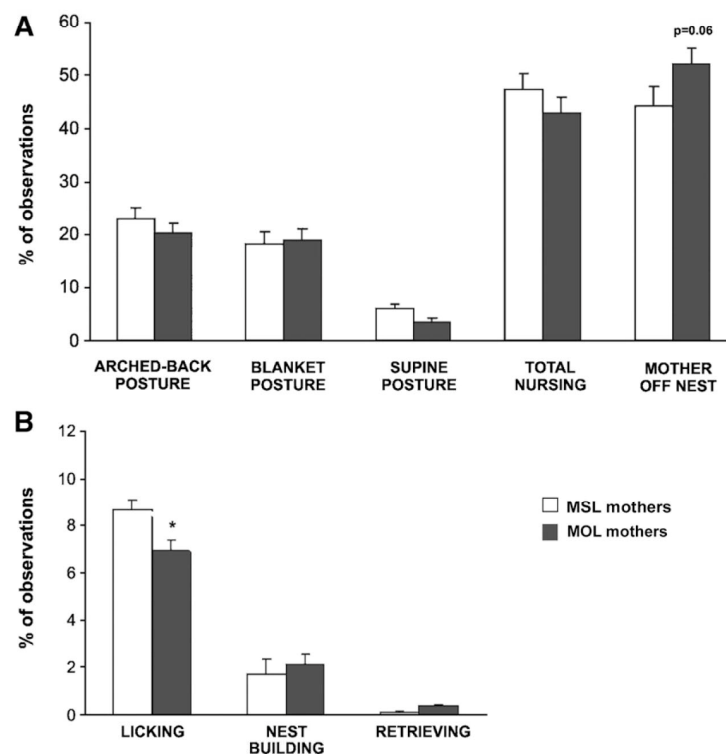 A
% of observations
60
50
40
30
20
10
0
p=0.06
ARCHED-BACK
POSTURE
BLANKET
POSTURE
SUPINE
POSTURE
TOTAL
NURSING
MOTHER
OFF NEST
B
% of observations
12
10
8
6
4
2
0
*
LICKING
NEST
BUILDING
RETRIEVING
MSL mothers
MOL mothers